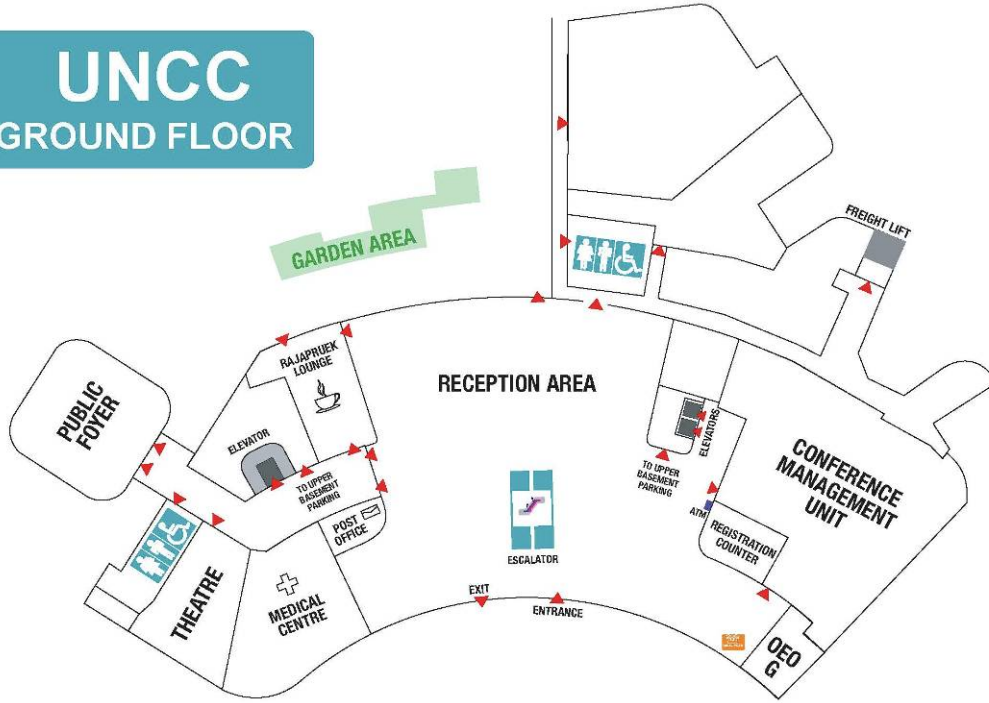 UNCC
GROUND FLOOR
FREIGHT LIFT
GARDEN AREA
RAJAPRUEK
LOUNGE
RECEPTION AREA
PUBLIC
FOYER
ELEVATOR
ELEVATORS
TO UPPER
BASEMENT
PARKING
TO UPPER
BASEMENT
PARKING
CONFERENCE
MANAGEMENT
UNIT
ATM
POST
OFFICE
REGISTRATION
COUNTER
ESCALATOR
THEATRE
MEDICAL
CENTRE
EXIT
ENTRANCE
OEO
G